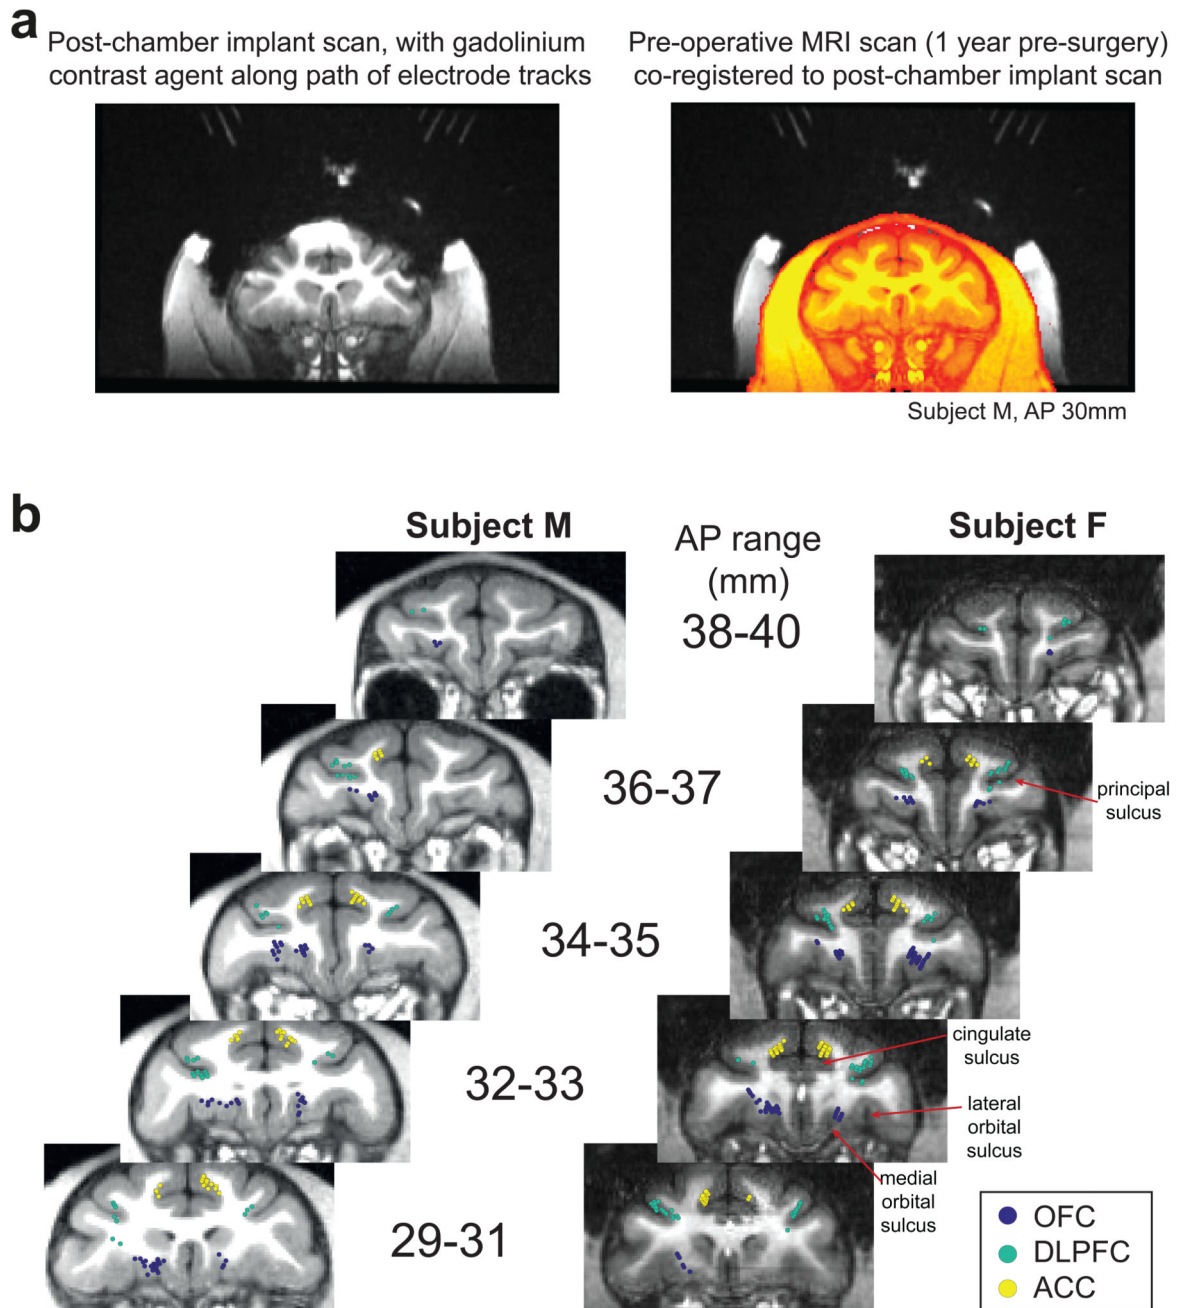 a
Post-chamber implant scan, with gadolinium
contrast agent along path of electrode tracks
Pre-operative MRI scan (1 year pre-surgery)
co-registered to post-chamber implant scan
Subject M, AP 30mm
b
Subject M
AP range
(mm)
Subject F
38-40
36-37
principal
sulcus
34-35
cingulate
sulcus
32-33
lateral
orbital
sulcus
medial
orbital
sulcus
29-31
OFC
DLPFC
ACC